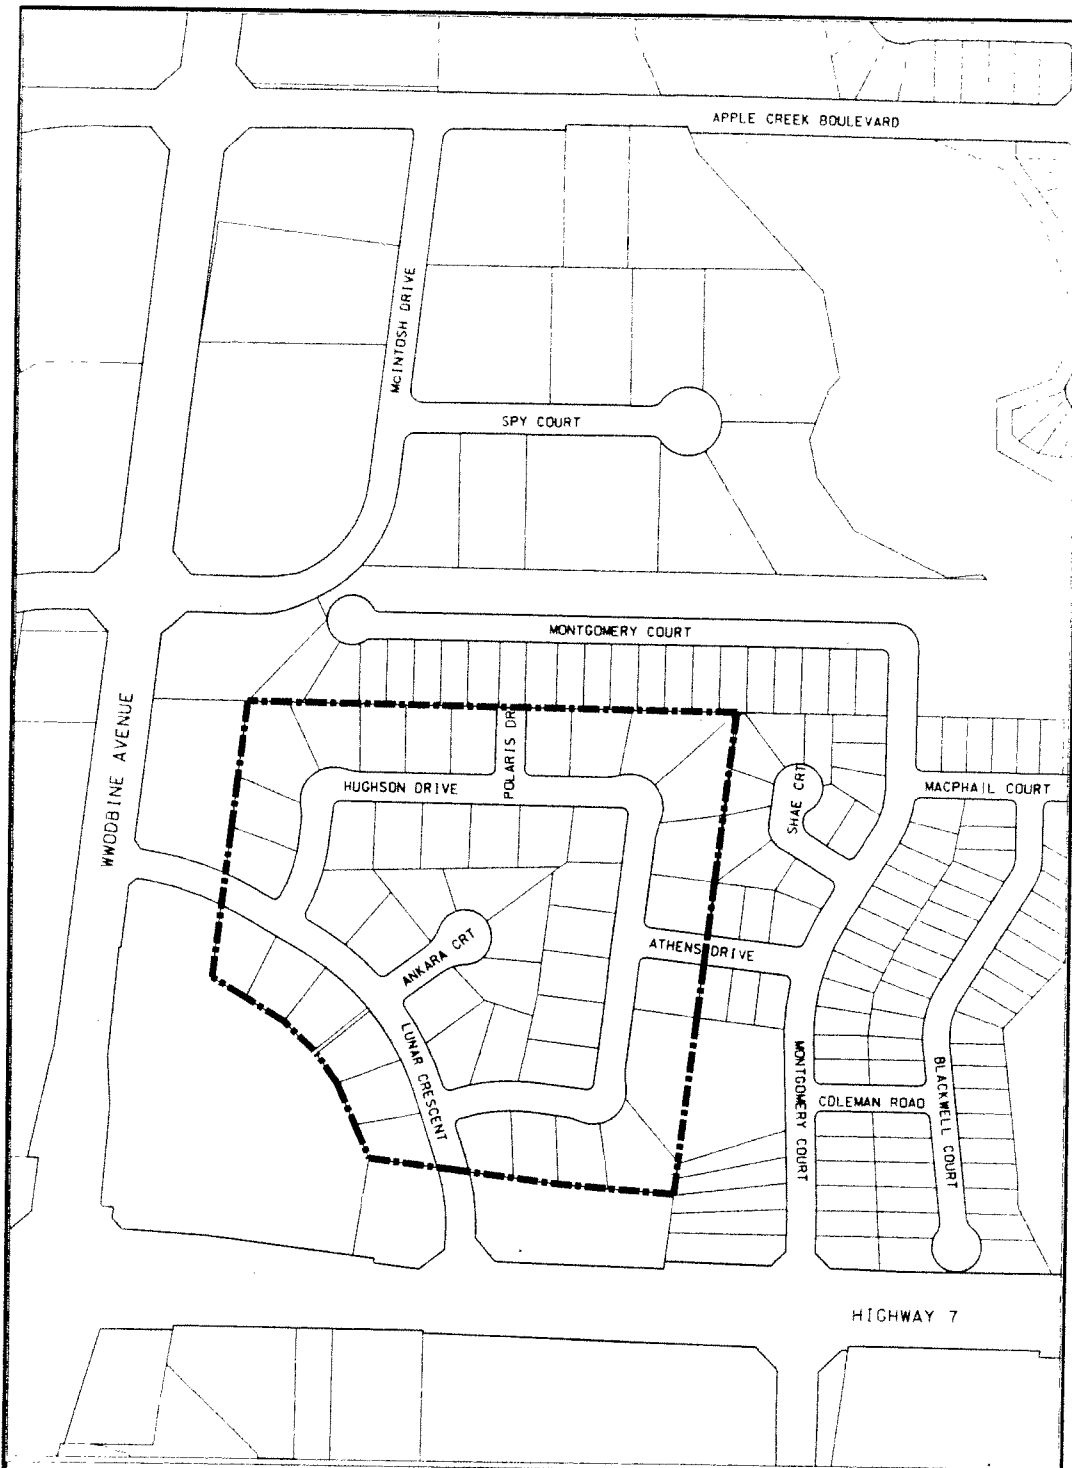 APPLE CREEK BOULEVARD
McINTOSH DRIVE
SPY COURT
MONTGOMERY COURT
WWODBINE AVENUE
POLARIS DR
HUGHSON DRIVE
SHAE CRT
MACPHAIL COURT
ANKARA CRT
ATHENS DRIVE
LUNAR CRESCENT
MONTGOMERY COURT
COLEMAN ROAD
BLACKWELL COURT
HIGHWAY 7